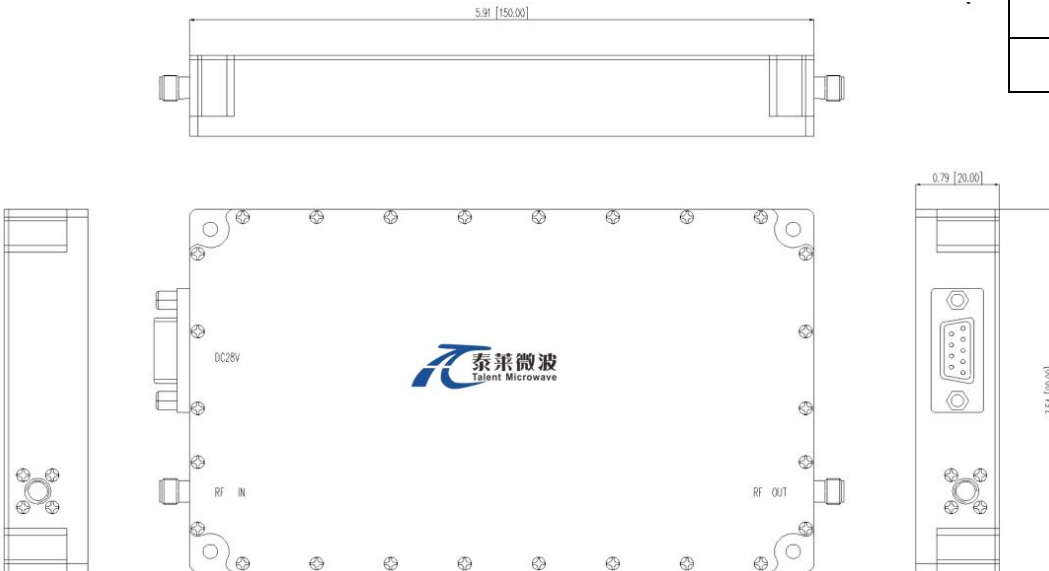 5.91 [150.00]
0.79 [20.00]
DC28V
泰莱微波
Talent Microwave
RF IN
RF OUT